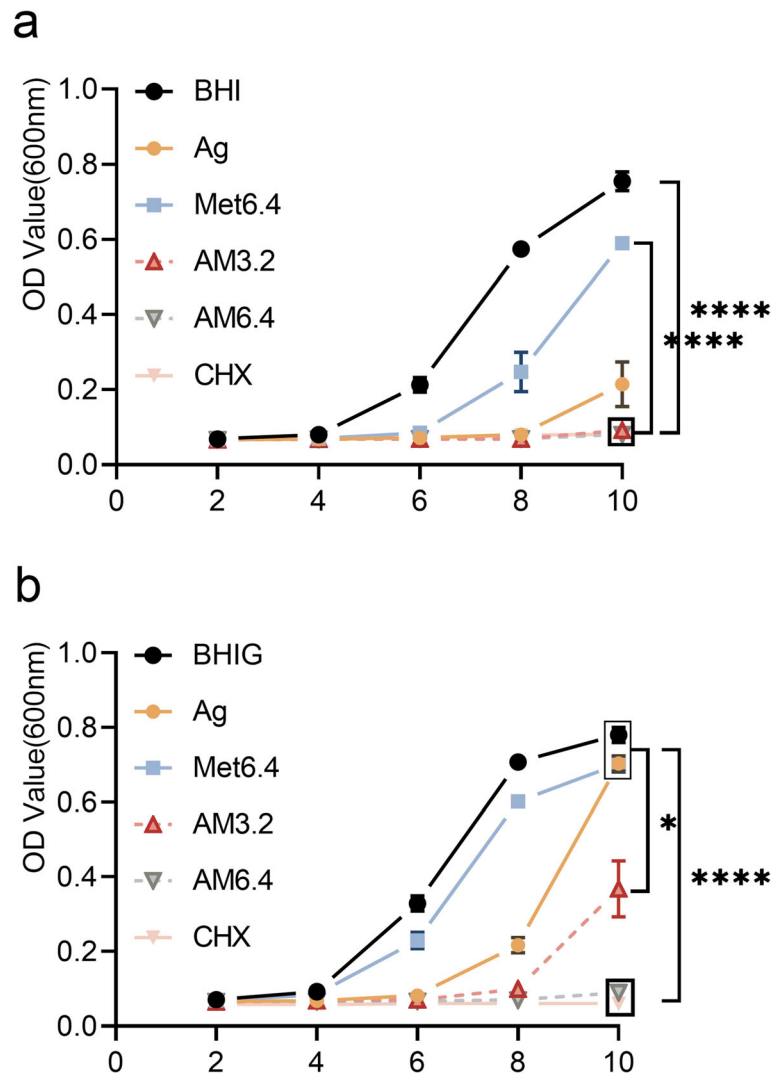 a
OD Value(600nm)
1.0
0.8
0.6
0.4
0.2
0.0
BHI
Ag
Met6.4
AM3.2
AM6.4
CHX
****
****
0 2 4 6 8 10
b
OD Value(600nm)
1.0
0.8
0.6
0.4
0.2
0.0
BHIG
Ag
Met6.4
AM3.2
AM6.4
CHX
*
****
0 2 4 6 8 10